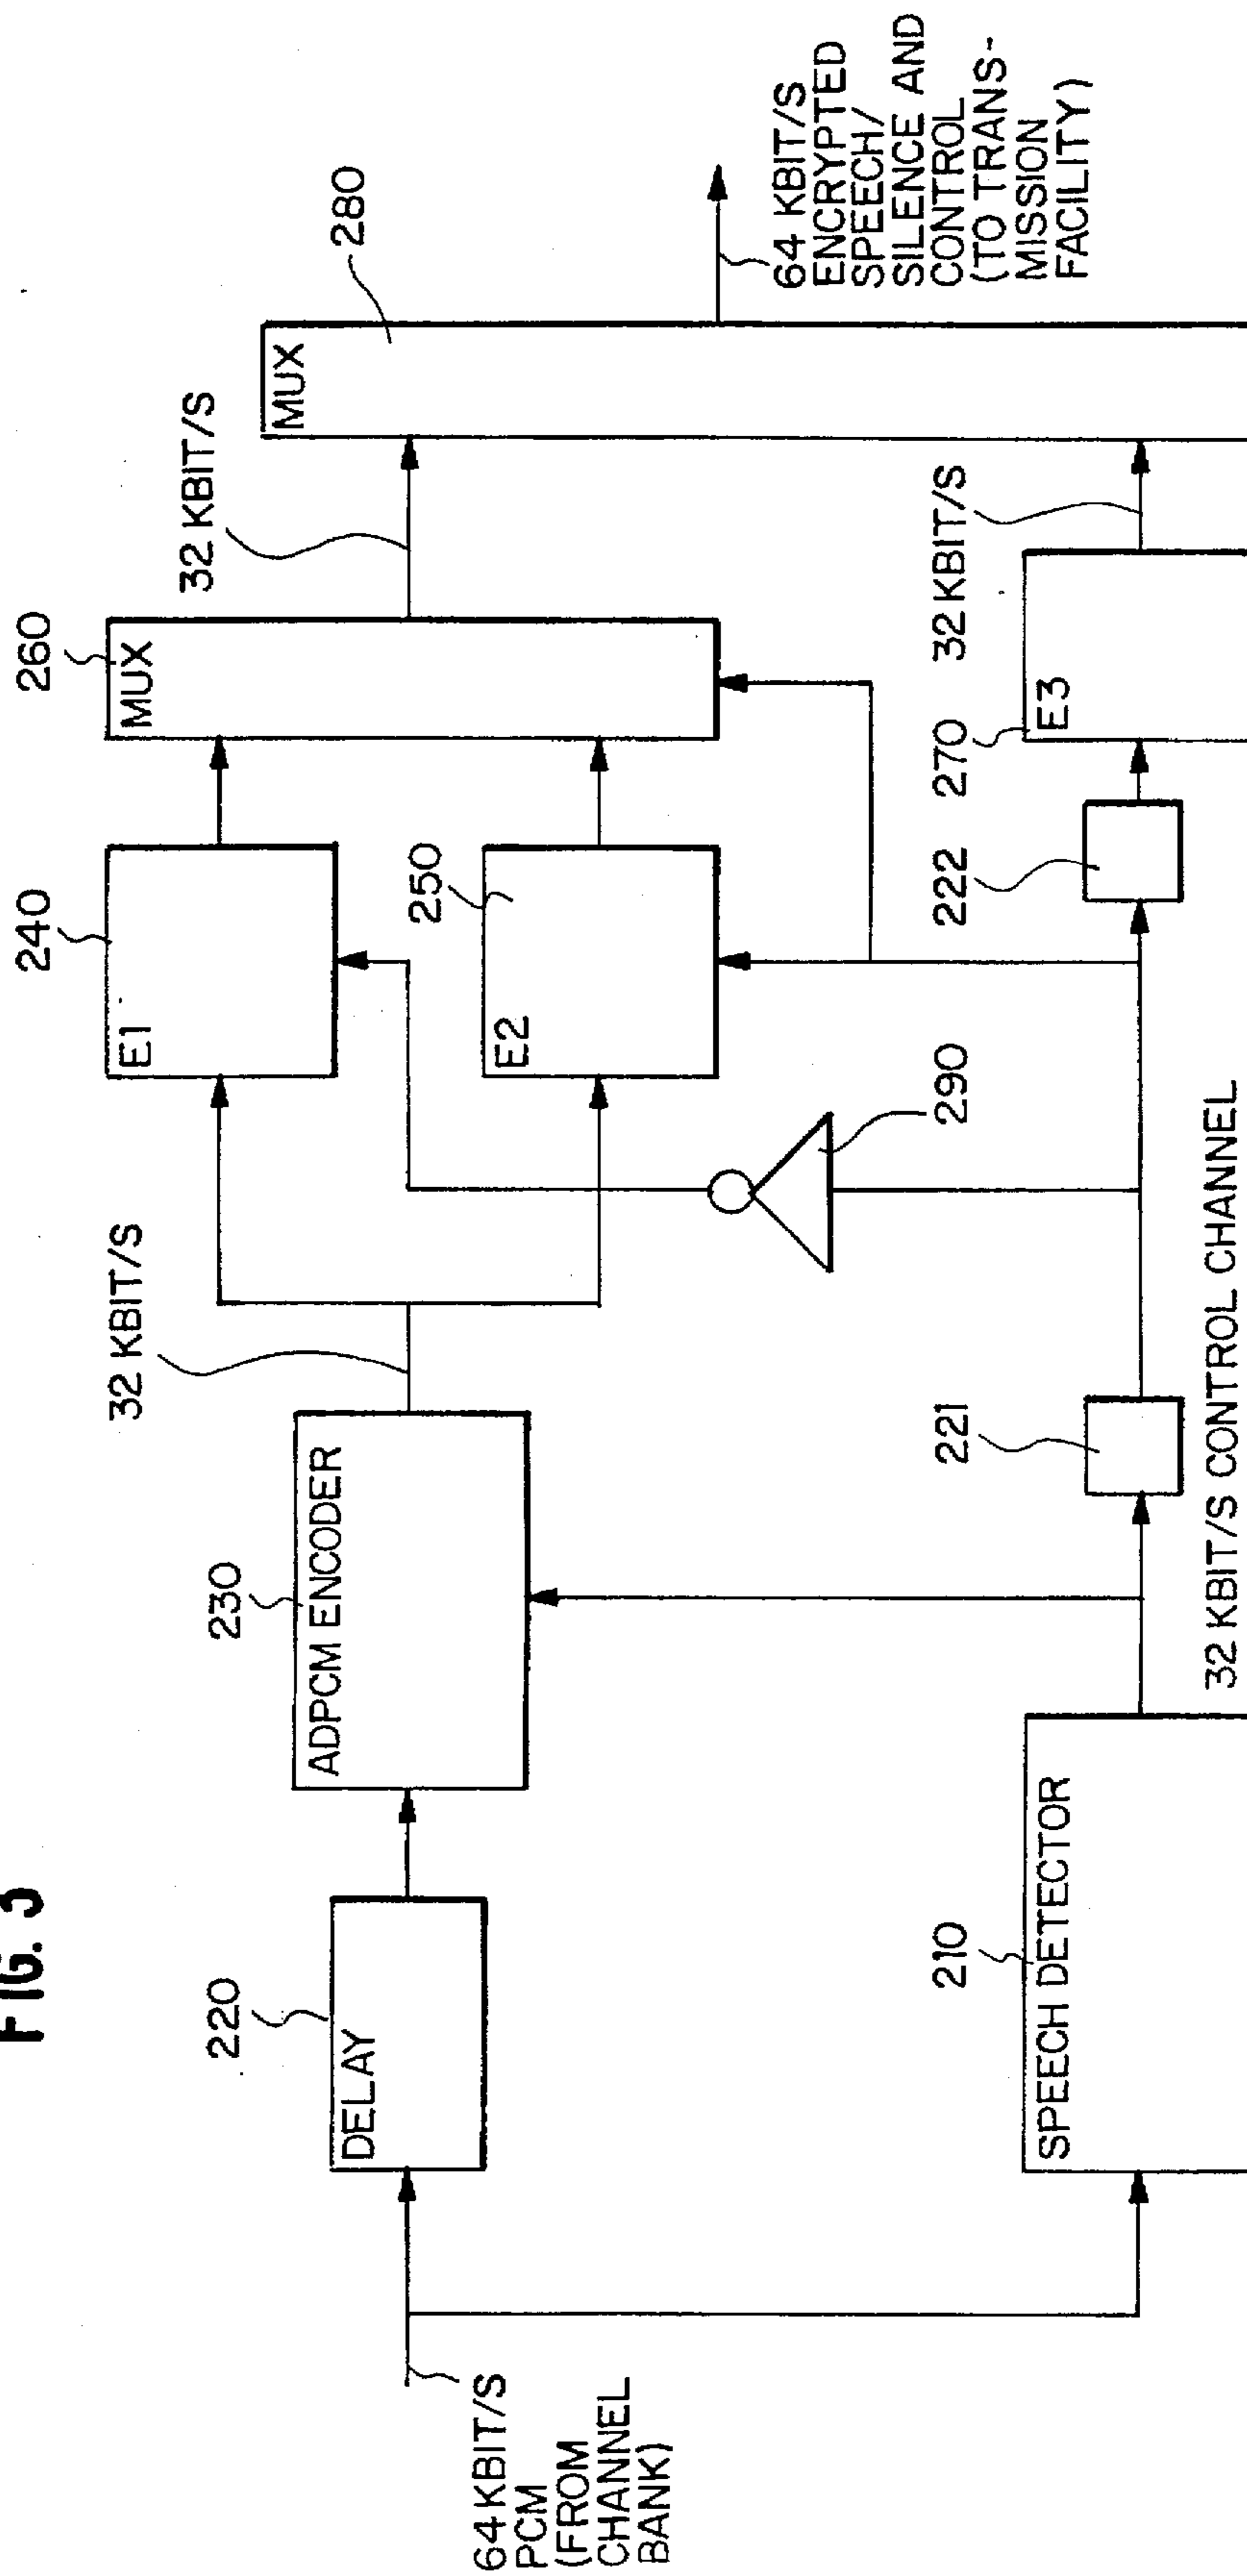 FIG. 3
64 KBIT/S
PCM
(FROM
CHANNEL
BANK)
220
DELAY
230
ADPCM ENCODER
32 KBIT/S
240
E1
250
E2
260
MUX
32 KBIT/S
280
MUX
64 KBIT/S
ENCRYPTED
SPEECH/
SILENCE AND
CONTROL
(TO TRANS-
MISSION
FACILITY)
290
210
SPEECH DETECTOR
221
222
270
E3
32 KBIT/S
32 KBIT/S CONTROL CHANNEL